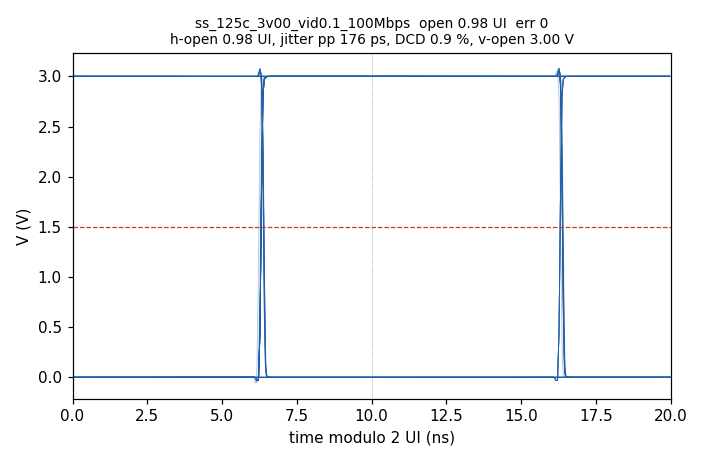 ss_125c_3v00_vid0.1_100Mbps  open 0.98 UI  err 0
h-open 0.98 UI, jitter pp 176 ps, DCD 0.9 %, v-open 3.00 V
3.0
2.5
2.0
1.5
1.0
0.5
0.0
V (V)
0.0 2.5 5.0 7.5 10.0 12.5 15.0 17.5 20.0
time modulo 2 UI (ns)